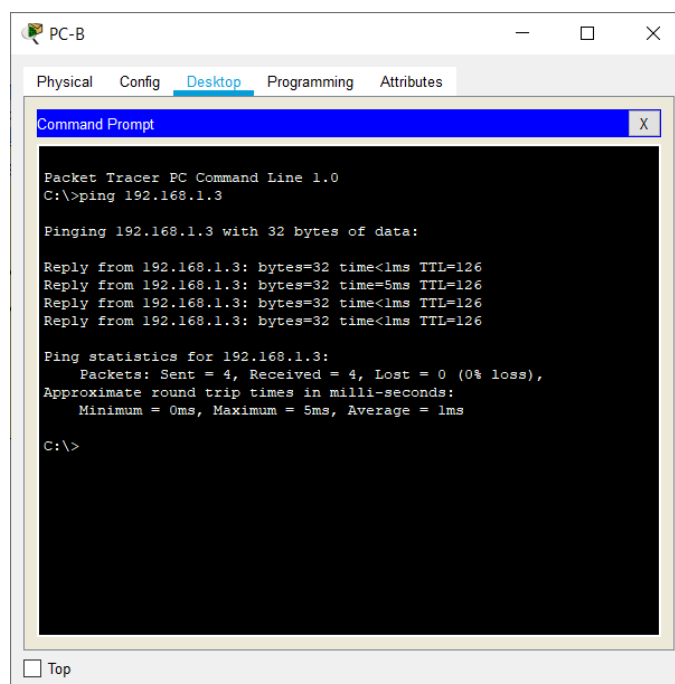 PC-B
Physical Config Desktop Programming Attributes
Command Prompt X
Packet Tracer PC Command Line 1.0
C:\>ping 192.168.1.3
Pinging 192.168.1.3 with 32 bytes of data:
Reply from 192.168.1.3: bytes=32 time<1ms TTL=126
Reply from 192.168.1.3: bytes=32 time=5ms TTL=126
Reply from 192.168.1.3: bytes=32 time<1ms TTL=126
Reply from 192.168.1.3: bytes=32 time<1ms TTL=126
Ping statistics for 192.168.1.3:
Packets: Sent = 4, Received = 4, Lost = 0 (0% loss),
Approximate round trip times in milli-seconds:
Minimum = 0ms, Maximum = 5ms, Average = 1ms
C:\>
Top